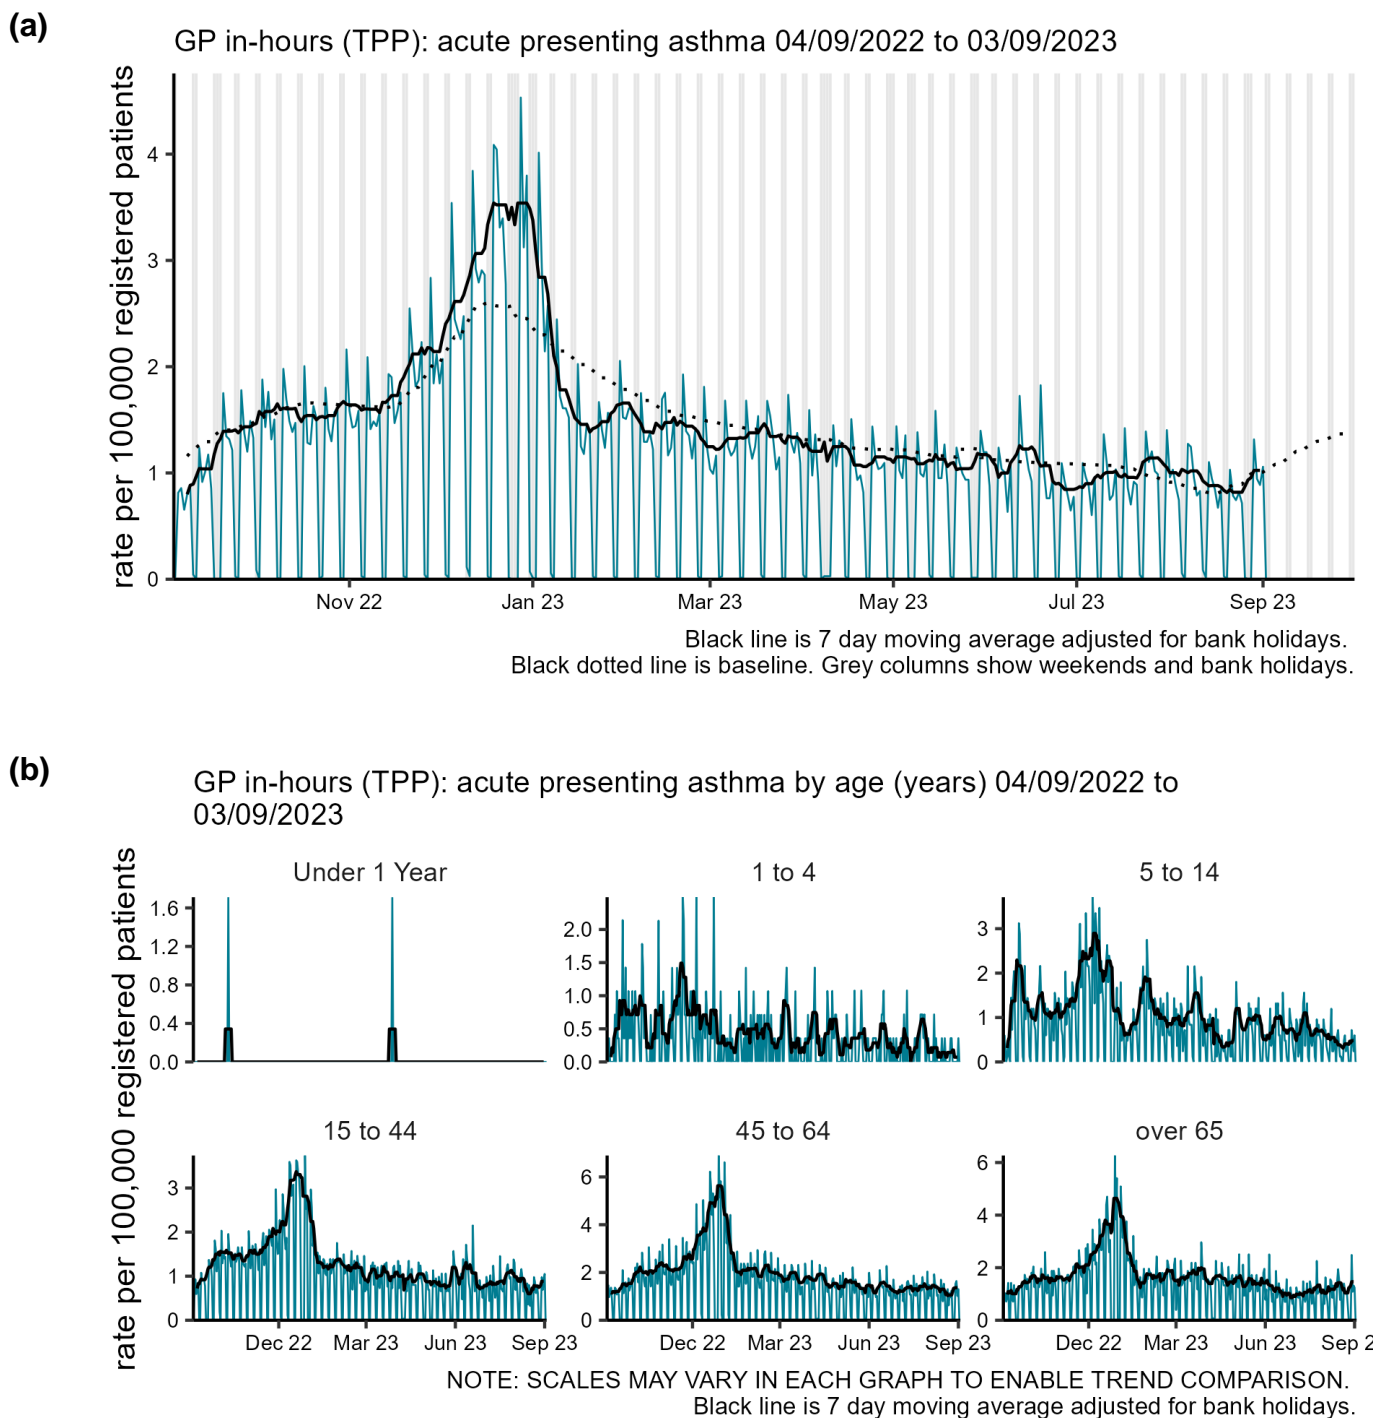 (a)
GP in-hours (TPP): acute presenting asthma 04/09/2022 to 03/09/2023
rate per 100,000 registered patients
4
3
2
1
0
Nov 22 Jan 23 Mar 23 May 23 Jul 23 Sep 23
Black line is 7 day moving average adjusted for bank holidays.
Black dotted line is baseline. Grey columns show weekends and bank holidays.
(b)
GP in-hours (TPP): acute presenting asthma by age (years) 04/09/2022 to
03/09/2023
rate per 100,000 registered patients
Under 1 Year
1.6
1.2
0.8
0.4
0.0
1 to 4
2.0
1.5
1.0
0.5
0.0
5 to 14
3
2
1
0
15 to 44
3
2
1
0
Dec 22 Mar 23 Jun 23 Sep 23
45 to 64
6
4
2
0
Dec 22 Mar 23 Jun 23 Sep 23
over 65
6
4
2
0
Dec 22 Mar 23 Jun 23 Sep 2
NOTE: SCALES MAY VARY IN EACH GRAPH TO ENABLE TREND COMPARISON.
Black line is 7 day moving average adjusted for bank holidays.